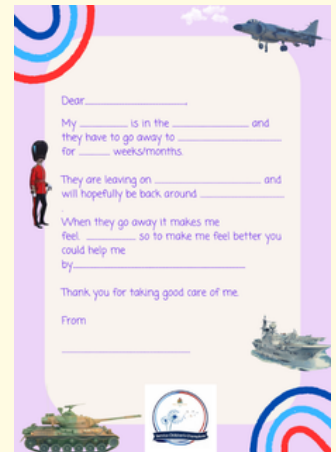 Dear..............................,
My ............... is in the ....................... and
they have to go away to ...............................
for .......... weeks/months.
They are leaving on ................................ and
will hopefully be back around .........................
.
When they go away it makes me
feel. ............... so to make me feel better you
could help me
by..................................................
Thank you for taking good care of me.
From
......................................